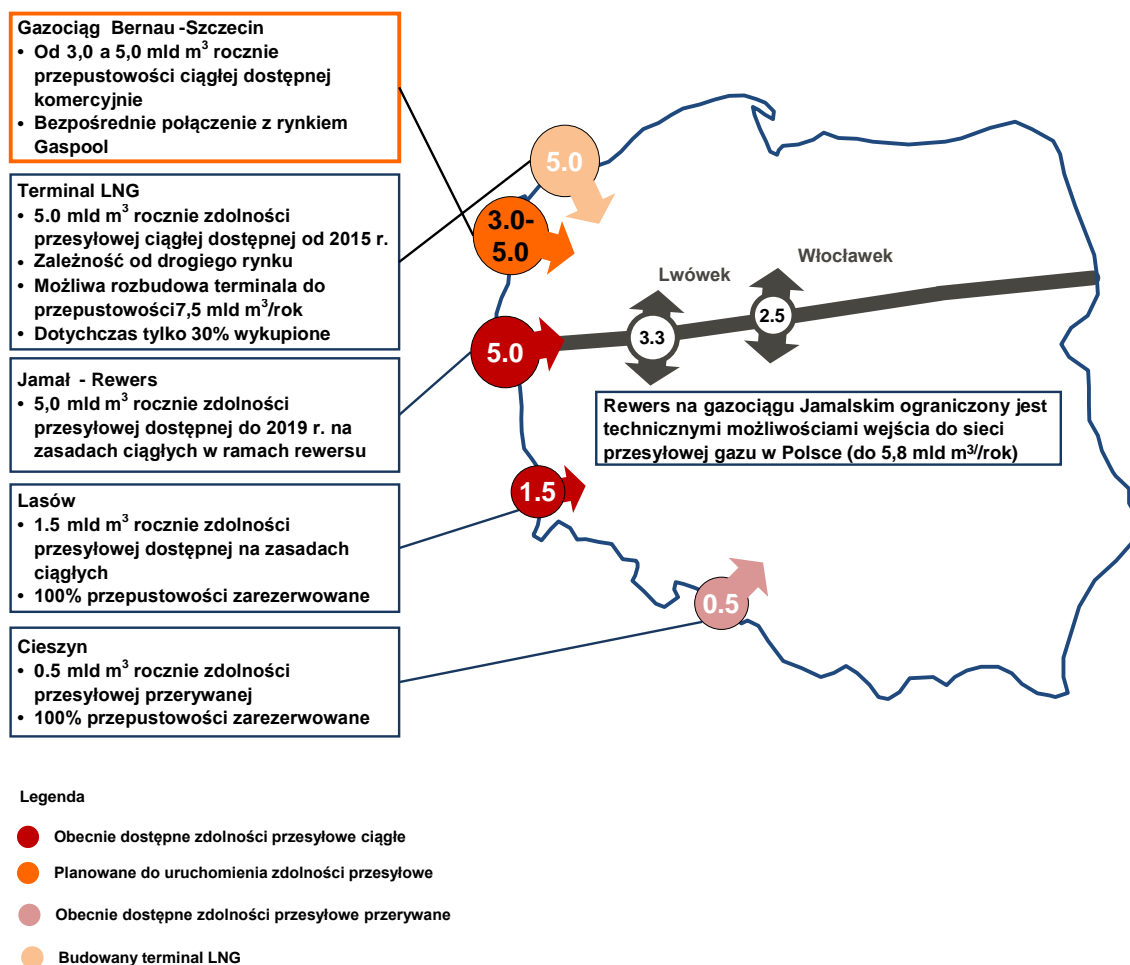 Gazociąg Bernau -Szczecin
• Od 3,0 a 5,0 mld m³ rocznie
przepustowości ciągłej dostępnej
komercyjnie
• Bezpośrednie połączenie z rynkiem
Gaspool
Terminal LNG
• 5.0 mld m³ rocznie zdolności
przesyłowej ciągłej dostępnej od 2015 r.
• Zależność od drogiego rynku
• Możliwa rozbudowa terminala do
przepustowości7,5 mld m³/rok
• Dotychczas tylko 30% wykupione
Jamał - Rewers
• 5,0 mld m³ rocznie zdolności
przesyłowej dostępnej do 2019 r. na
zasadach ciągłych w ramach rewersu
Lasów
• 1.5 mld m³ rocznie zdolności
przesyłowej dostępnej na zasadach
ciągłych
• 100% przepustowości zarezerwowane
Cieszyn
• 0.5 mld m³ rocznie zdolności
przesyłowej przerywanej
• 100% przepustowości zarezerwowane
5.0
3.0-
5.0
Lwówek
Włocławek
5.0
3.3
2.5
Rewers na gazociągu Jamalskim ograniczony jest
technicznymi możliwościami wejścia do sieci
przesyłowej gazu w Polsce (do 5,8 mld m³/rok)
1.5
0.5
Legenda
Obecnie dostępne zdolności przesyłowe ciągłe
Planowane do uruchomienia zdolności przesyłowe
Obecnie dostępne zdolności przesyłowe przerywane
Budowany terminal LNG